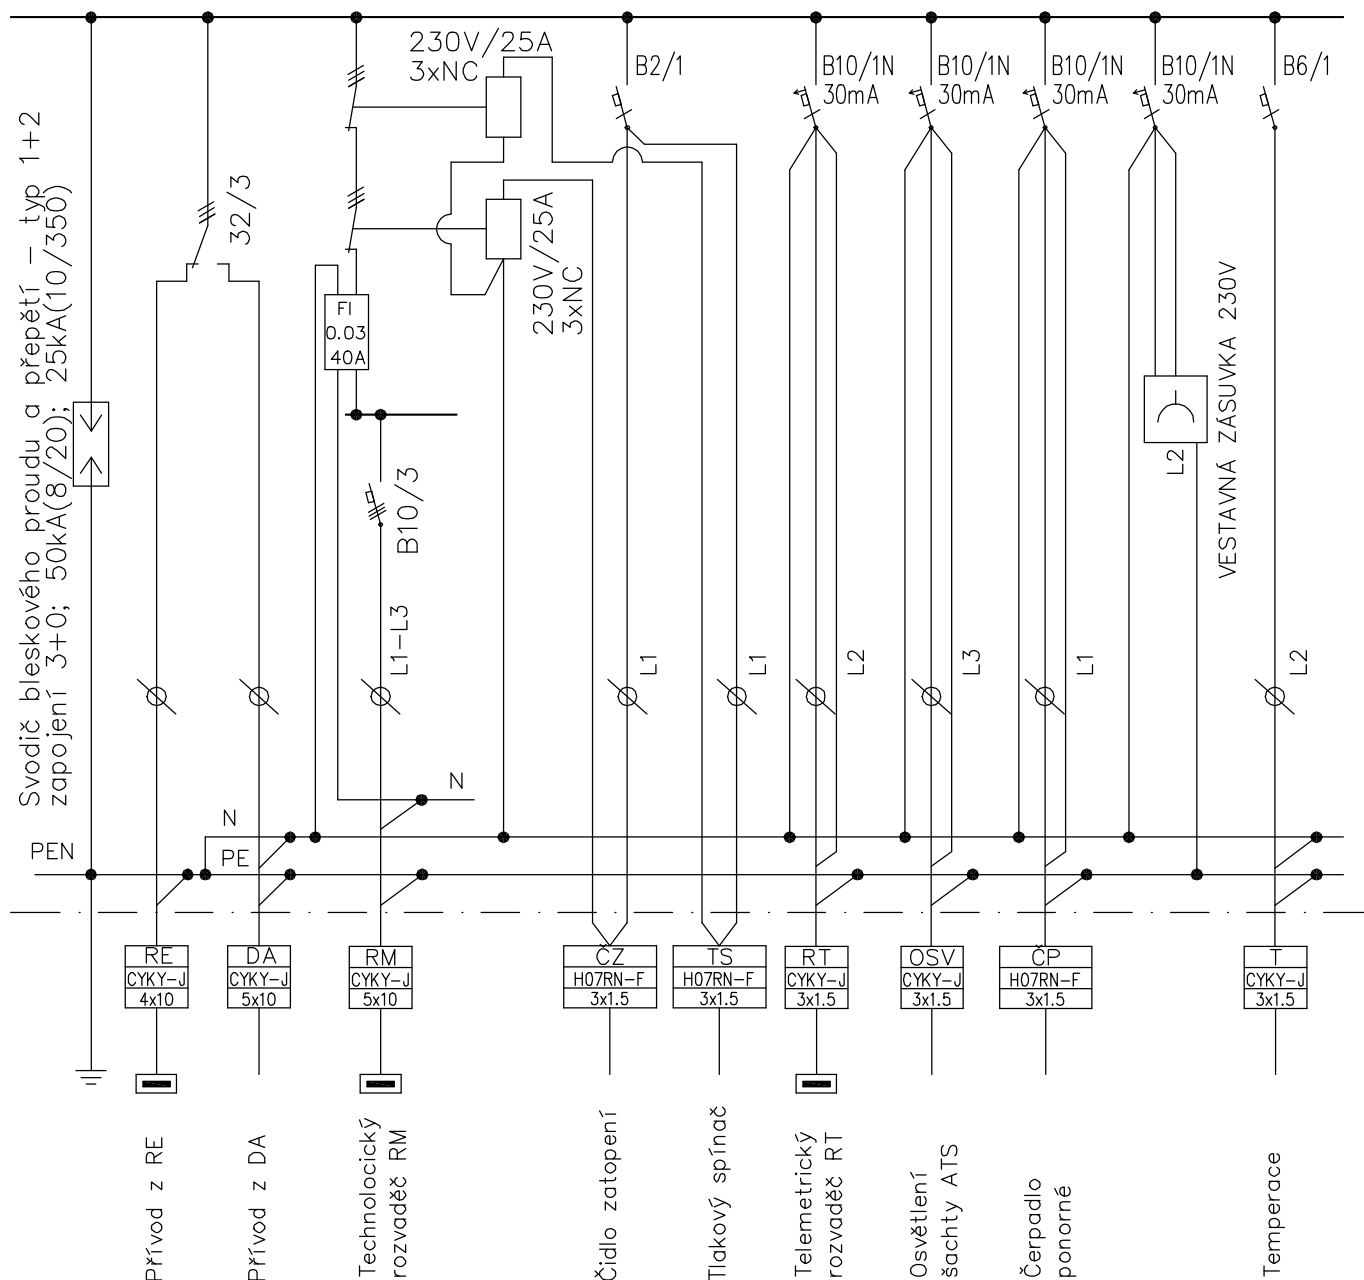 230V/25A
3xNC
B2/1
B10/1N
30mA
B10/1N
30mA
B10/1N
30mA
B10/1N
30mA
B6/1
Svodič bleskového proudu a přepětí – typ 1+2
zapojení 3+0; 50kA(8/20); 25kA(10/350)
32/3
230V/25A
3xNC
FI
0.03
40A
B10/3
VESTAVNÁ ZÁSUVKA 230V
L2
L1–L3
L1
L1
L2
L3
L1
L2
N
N
PEN
PE
RE
CYKY–J
4x10
DA
CYKY–J
5x10
RM
CYKY–J
5x10
ČZ
H07RN–F
3x1.5
TS
H07RN–F
3x1.5
RT
CYKY–J
3x1.5
OSV
CYKY–J
3x1.5
ČP
H07RN–F
3x1.5
T
CYKY–J
3x1.5
Přívod z RE
Přívod z DA
Technolocický
rozvaděč RM
Čidlo zatopení
Tlakový spínač
Telemetrický
rozvaděč RT
Osvětlení
šachty ATS
Čerpadlo
ponorné
Temperace